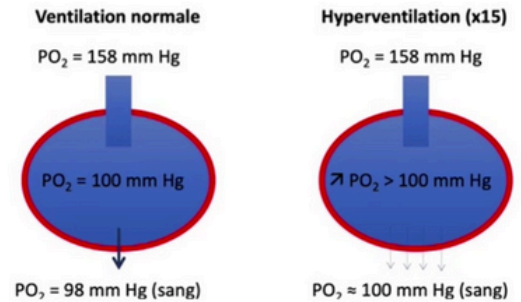 Ventilation normale
PO₂ = 158 mm Hg
PO₂ = 100 mm Hg
PO₂ = 98 mm Hg (sang)
Hyperventilation (x15)
PO₂ = 158 mm Hg
↗ PO₂ > 100 mm Hg
PO₂ ≈ 100 mm Hg (sang)